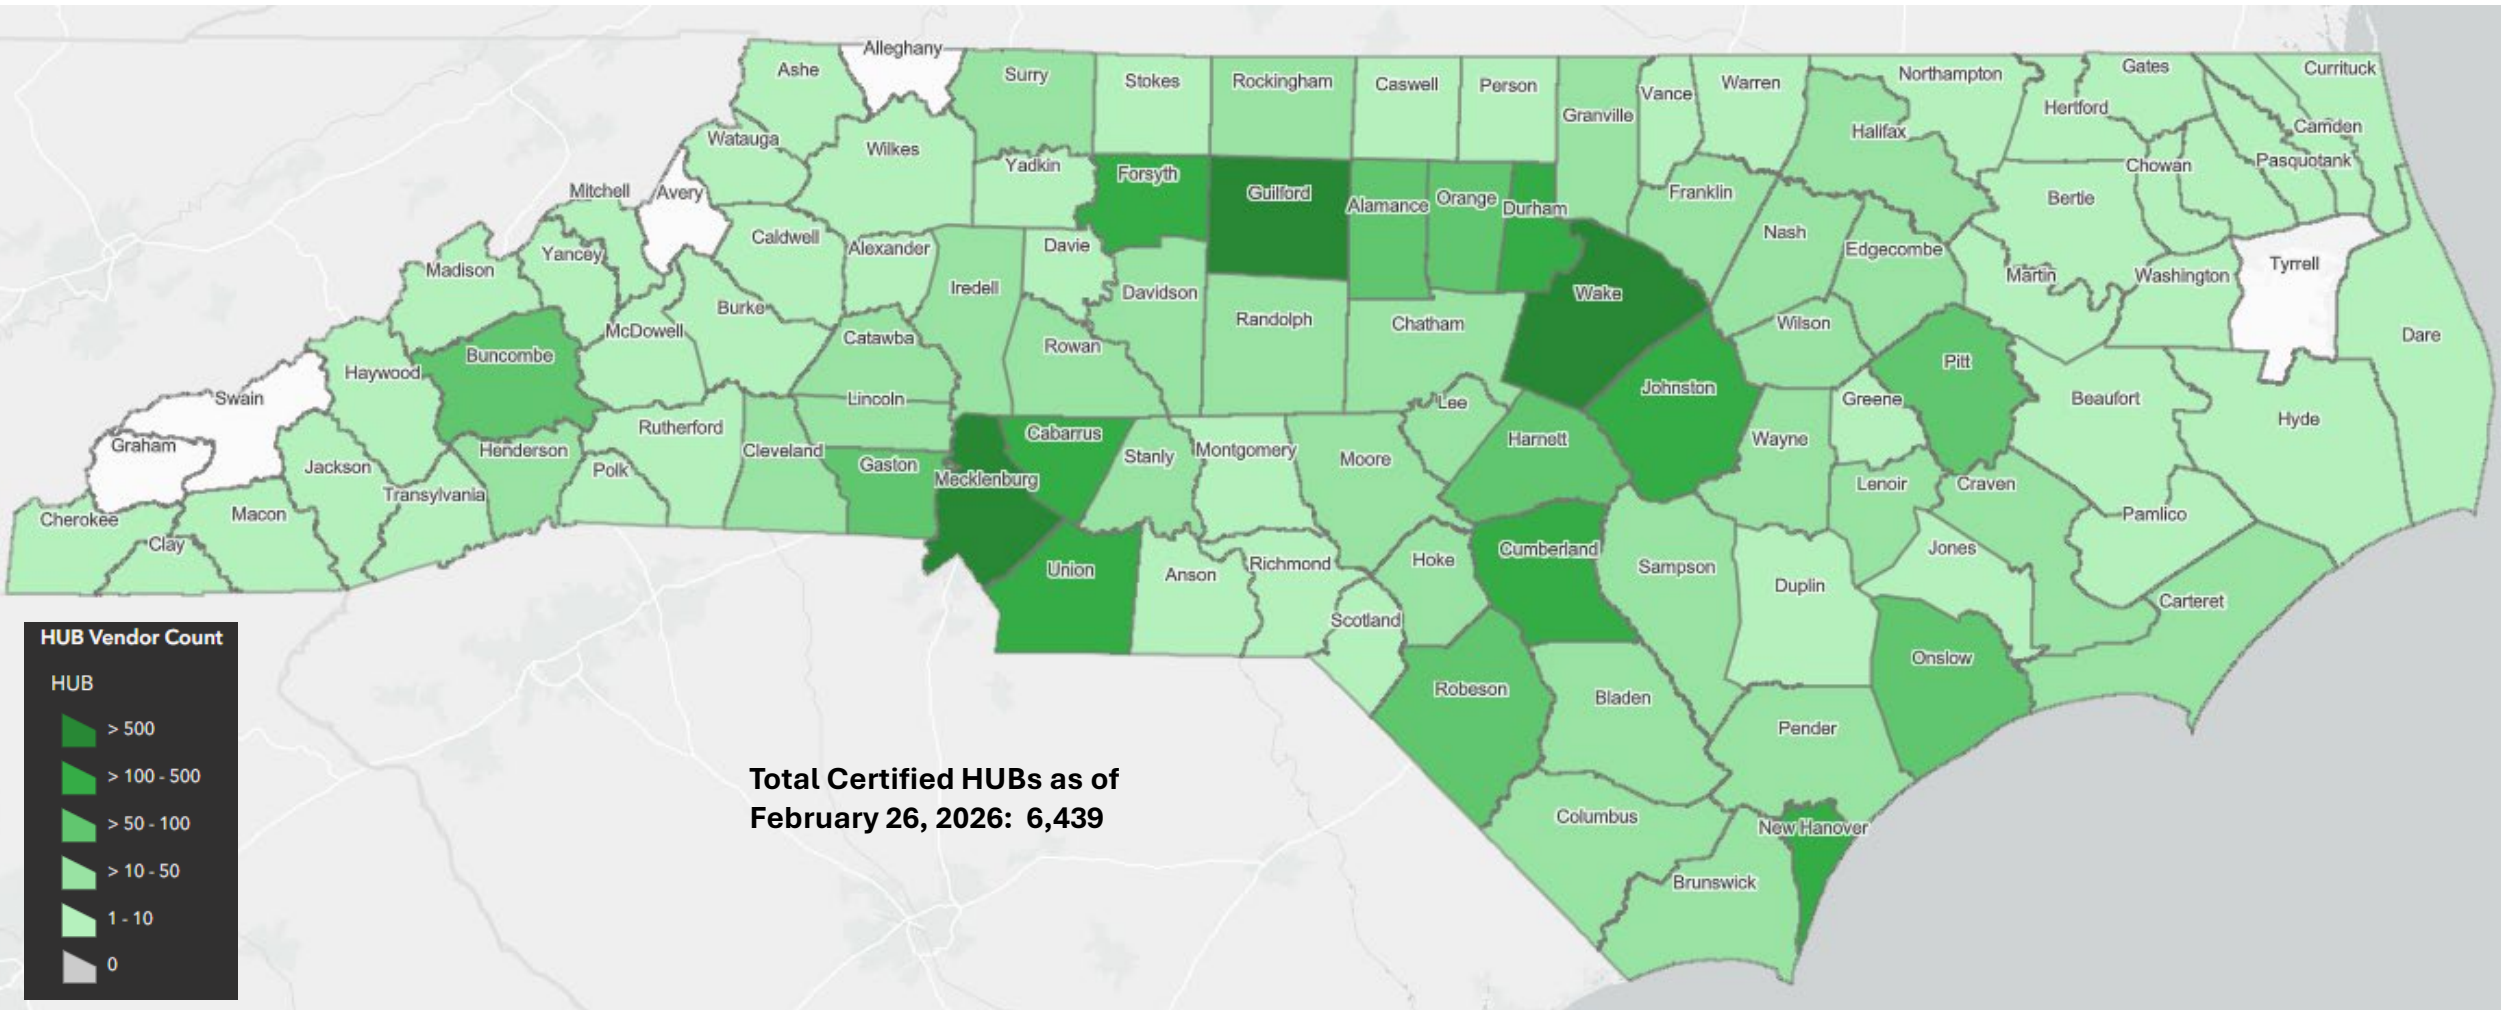 Alleghany
Ashe
Surry
Stokes
Rockingham
Caswell
Person
Granville
Vance
Warren
Northampton
Gates
Currituck
Hertford
Halifax
Camden
Watauga
Wilkes
Yadkin
Forsyth
Guilford
Alamance
Orange
Durham
Franklin
Chowan
Pasquotank
Mitchell
Avery
Bertie
Caldwell
Alexander
Davie
Nash
Edgecombe
Madison
Yancey
Iredell
Davidson
Wake
Martin
Washington
Tyrrell
Burke
McDowell
Catawba
Rowan
Randolph
Chatham
Wilson
Dare
Buncombe
Haywood
Pitt
Swain
Lincoln
Lee
Johnston
Greene
Beaufort
Hyde
Graham
Jackson
Henderson
Rutherford
Cleveland
Gaston
Cabarrus
Mecklenburg
Stanly
Montgomery
Moore
Harnett
Wayne
Polk
Transylvania
Lenoir
Craven
Cherokee
Macon
Pamlico
Clay
Union
Anson
Richmond
Hoke
Cumberland
Sampson
Duplin
Jones
Scotland
Carteret
Robeson
Bladen
Onslow
Pender
Columbus
New Hanover
Brunswick
HUB Vendor Count
HUB
> 500
> 100 - 500
> 50 - 100
> 10 - 50
1 - 10
0
Total Certified HUBs as of
February 26, 2026: 6,439